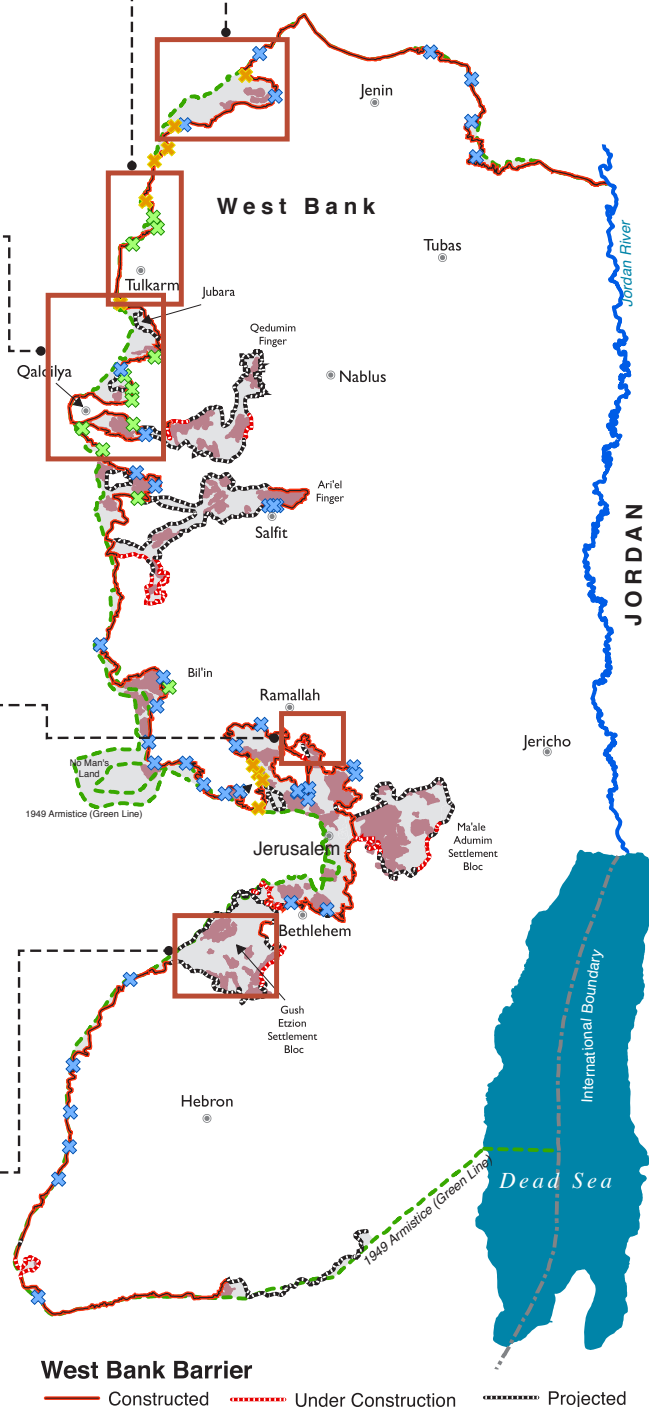 Jenin
West Bank
Jordan River
Tubas
Tulkarm
Jubara
Qedumim
Finger
Qalqilya
Nablus
Ari'el
Finger
Salfit
JORDAN
Bil'in
Ramallah
Jericho
No Man's
Land
1949 Armistice (Green Line)
Ma'ale
Adumim
Settlement
Bloc
Jerusalem
Bethlehem
International Boundary
Gush
Etzion
Settlement
Bloc
Hebron
1949 Armistice (Green Line)
Dead Sea
West Bank Barrier
Constructed
Under Construction
Projected